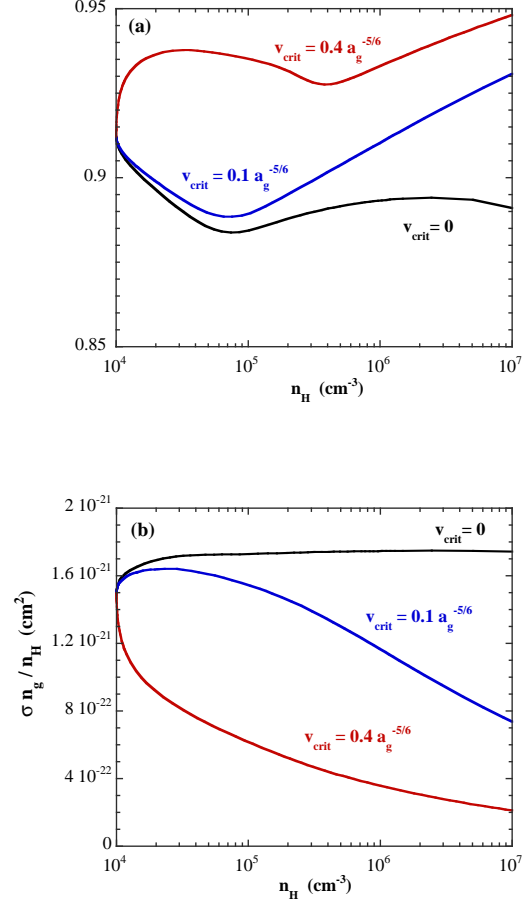 0.95
(a)
v_crit = 0.4 a_g^-5/6
0.9
v_crit = 0.1 a_g^-5/6
v_crit = 0
0.85
10^4 10^5 10^6 10^7
n_H (cm^-3)
2 10^-21
(b)
v_crit = 0
1.6 10^-21
v_crit = 0.1 a_g^-5/6
1.2 10^-21
σ n_g / n_H (cm^2)
8 10^-22
v_crit = 0.4 a_g^-5/6
4 10^-22
0
10^4 10^5 10^6 10^7
n_H (cm^-3)